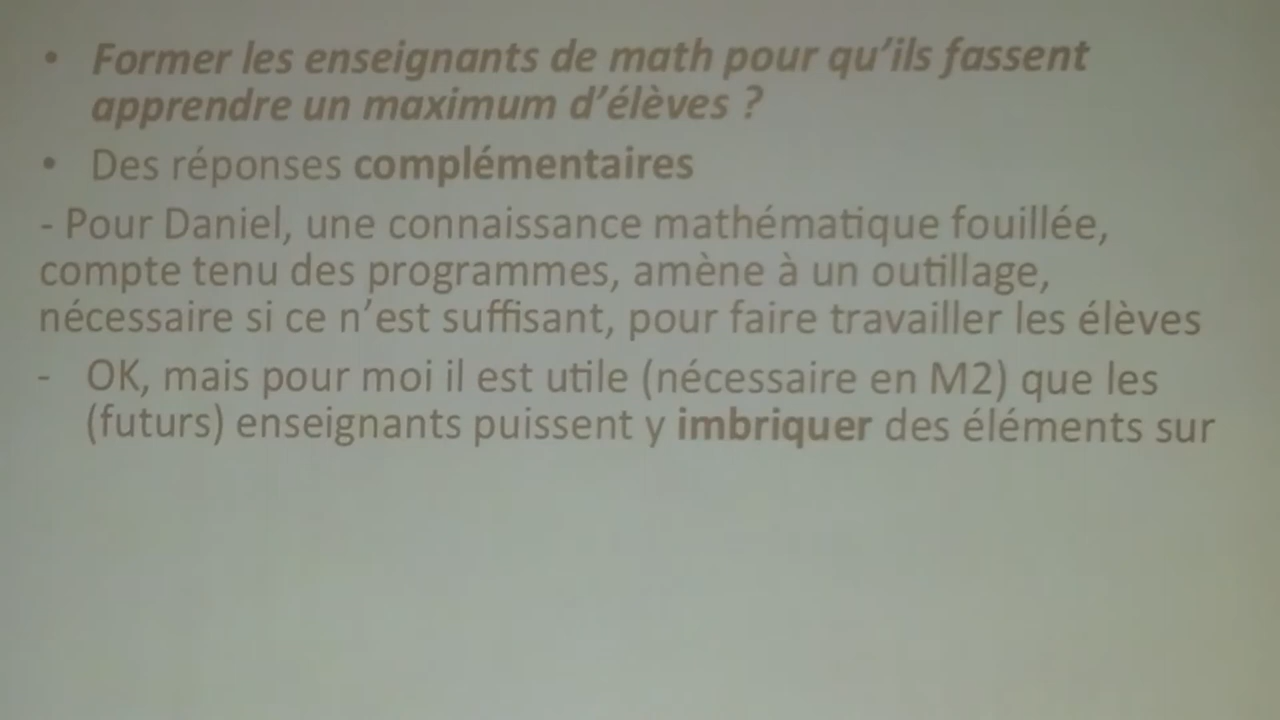 • Former les enseignants de math pour qu'ils fassent
apprendre un maximum d'élèves ?
• Des réponses complémentaires
- Pour Daniel, une connaissance mathématique fouillée,
compte tenu des programmes, amène à un outillage,
nécessaire si ce n'est suffisant, pour faire travailler les élèves
- OK, mais pour moi il est utile (nécessaire en M2) que les
(futurs) enseignants puissent y imbriquer des éléments sur